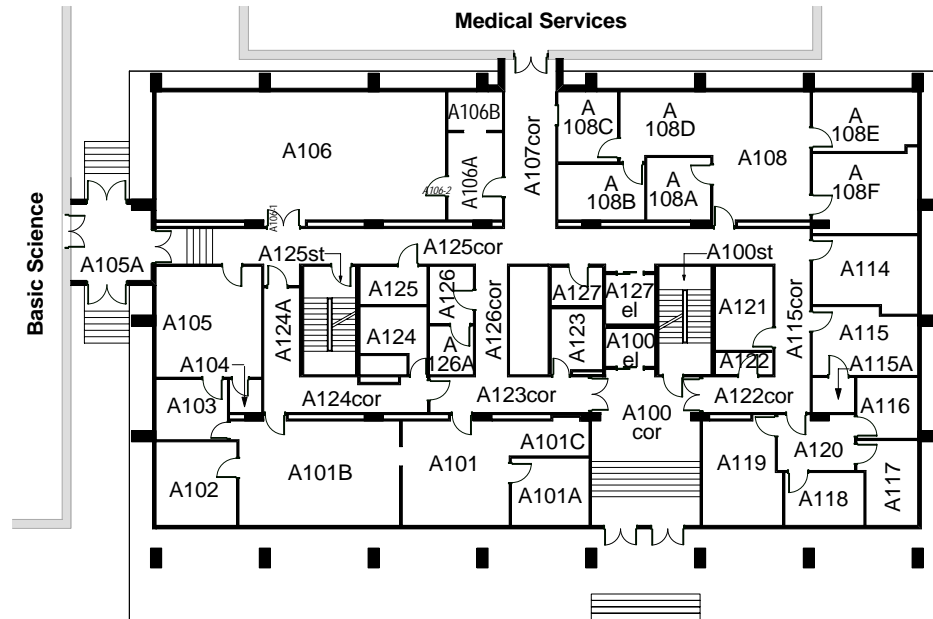 Medical Services
Basic Science
A106
A106B
A106A
A106-2
A106-1
A107cor
A
108C
A
108D
A
108B
A
108A
A108
A
108E
A
108F
A105A
A125st
A125cor
A100st
A105
A124A
A125
A126
A126cor
A127
A127
el
A121
A115cor
A114
A124
A
126A
A123
A100
el
A122
A115
A115A
A104
A103
A124cor
A123cor
A100
cor
A122cor
A116
A102
A101B
A101
A101C
A101A
A119
A120
A118
A117